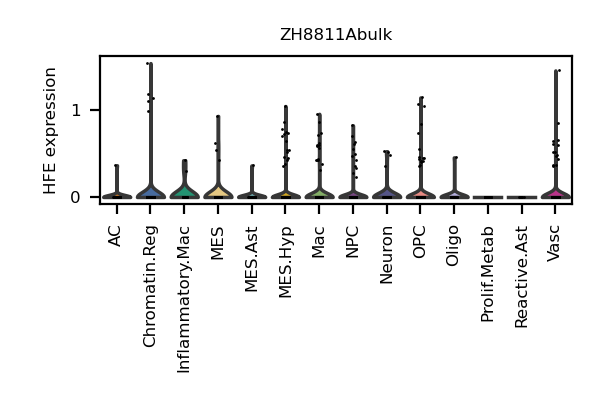 ZH8811Abulk
HFE expression
1
0
AC
Chromatin.Reg
Inflammatory.Mac
MES
MES.Ast
MES.Hyp
Mac
NPC
Neuron
OPC
Oligo
Prolif.Metab
Reactive.Ast
Vasc